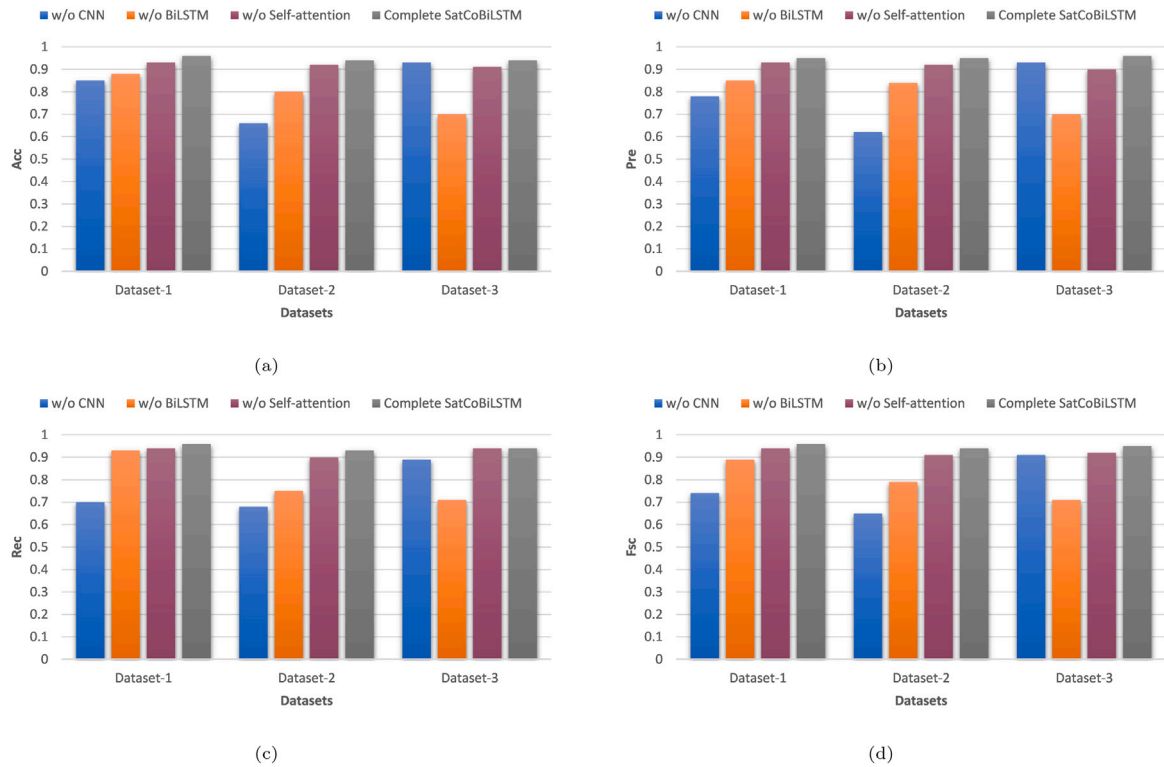 w/o CNN w/o BiLSTM w/o Self-attention Complete SatCoBiLSTM
1
0.9
0.8
0.7
0.6
0.5
0.4
0.3
0.2
0.1
0
Acc
Dataset-1 Dataset-2 Dataset-3
Datasets
(a)
w/o CNN w/o BiLSTM w/o Self-attention Complete SatCoBiLSTM
1
0.9
0.8
0.7
0.6
0.5
0.4
0.3
0.2
0.1
0
Pre
Dataset-1 Dataset-2 Dataset-3
Datasets
(b)
w/o CNN w/o BiLSTM w/o Self-attention Complete SatCoBiLSTM
1
0.9
0.8
0.7
0.6
0.5
0.4
0.3
0.2
0.1
0
Rec
Dataset-1 Dataset-2 Dataset-3
Datasets
(c)
w/o CNN w/o BiLSTM w/o Self-attention Complete SatCoBiLSTM
1
0.9
0.8
0.7
0.6
0.5
0.4
0.3
0.2
0.1
0
Fsc
Dataset-1 Dataset-2 Dataset-3
Datasets
(d)